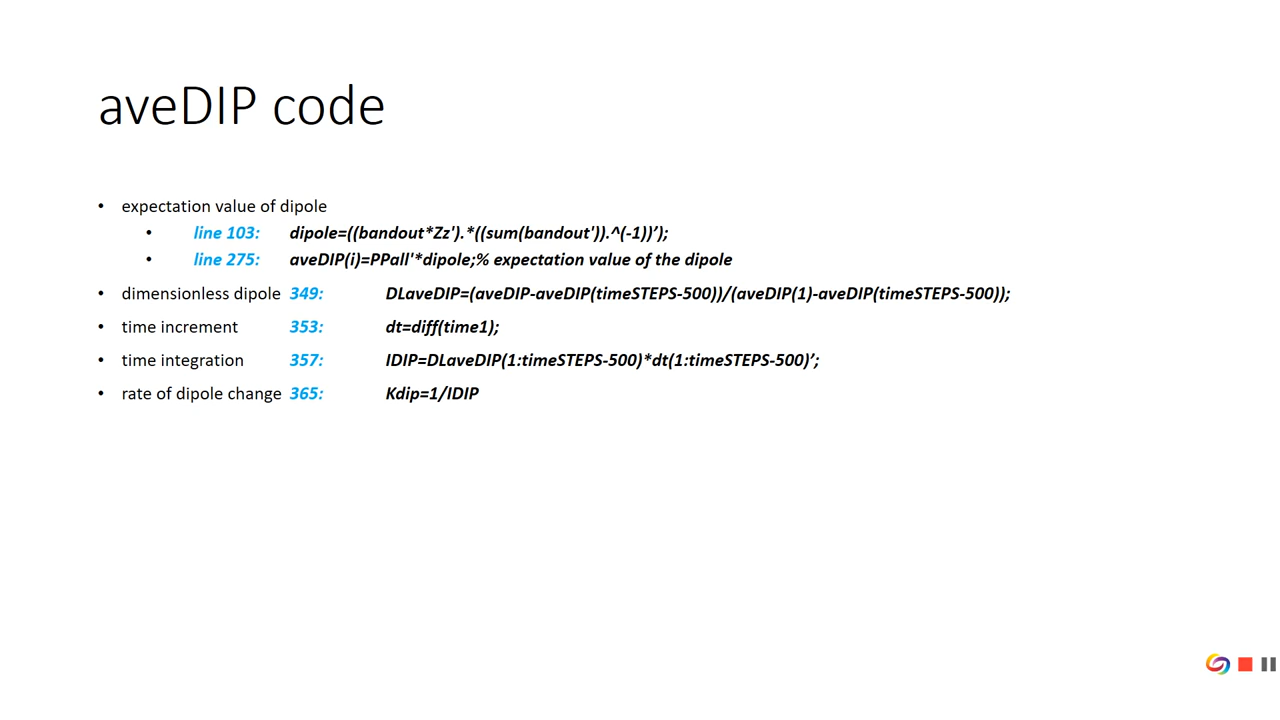 aveDIP code
• expectation value of dipole
• line 103: dipole=((bandout*Zz').*((sum(bandout')).^(-1))’);
• line 275: aveDIP(i)=PPall'*dipole;% expectation value of the dipole
• dimensionless dipole 349: DLaveDIP=(aveDIP-aveDIP(timeSTEPS-500))/(aveDIP(1)-aveDIP(timeSTEPS-500));
• time increment 353: dt=diff(time1);
• time integration 357: IDIP=DLaveDIP(1:timeSTEPS-500)*dt(1:timeSTEPS-500)’;
• rate of dipole change 365: Kdip=1/IDIP